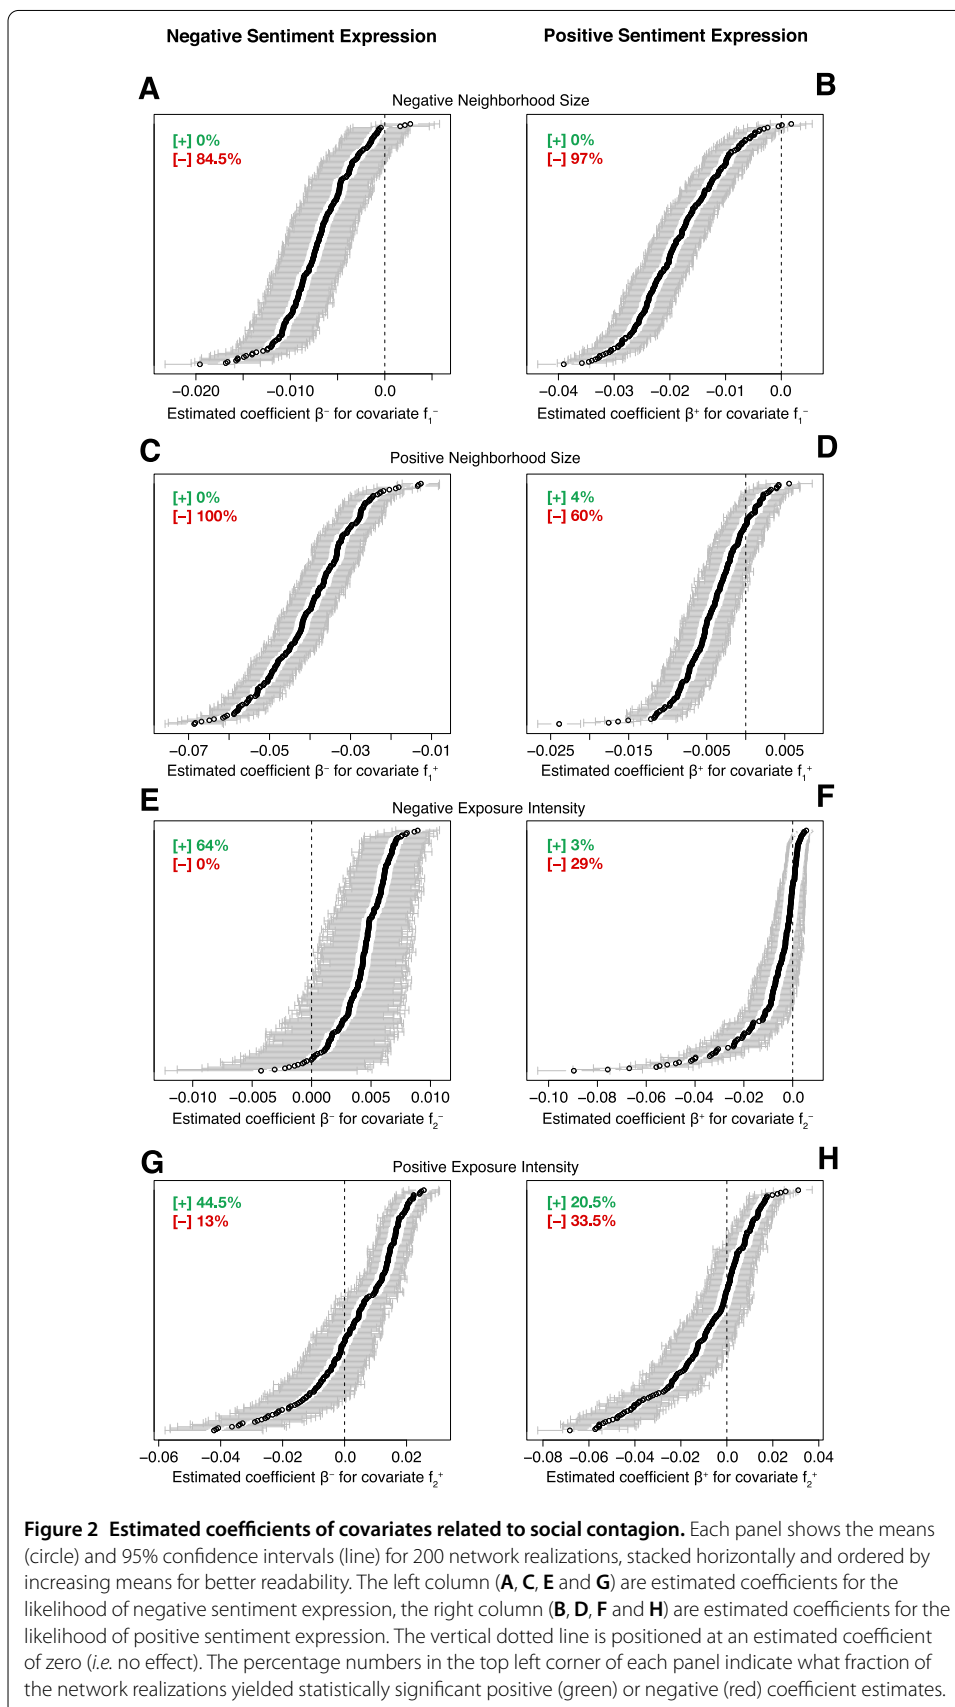 Negative Sentiment Expression
Positive Sentiment Expression
A
B
Negative Neighborhood Size
[+] 0%
[−] 84.5%
[+] 0%
[−] 97%
−0.020 −0.010 0.0
−0.04 −0.03 −0.02 −0.01 0.0
Estimated coefficient β⁻ for covariate f₁⁻
Estimated coefficient β⁺ for covariate f₁⁻
C
D
Positive Neighborhood Size
[+] 0%
[−] 100%
[+] 4%
[−] 60%
−0.07 −0.05 −0.03 −0.01
−0.025 −0.015 −0.005 0.005
Estimated coefficient β⁻ for covariate f₁⁺
Estimated coefficient β⁺ for covariate f₁⁺
E
F
Negative Exposure Intensity
[+] 64%
[−] 0%
[+] 3%
[−] 29%
−0.010 −0.005 0.000 0.005 0.010
−0.10 −0.08 −0.06 −0.04 −0.02 0.0
Estimated coefficient β⁻ for covariate f₂⁻
Estimated coefficient β⁺ for covariate f₂⁻
G
H
Positive Exposure Intensity
[+] 44.5%
[−] 13%
[+] 20.5%
[−] 33.5%
−0.06 −0.04 −0.02 0.0 0.02
−0.08 −0.06 −0.04 −0.02 0.0 0.02 0.04
Estimated coefficient β⁻ for covariate f₂⁺
Estimated coefficient β⁺ for covariate f₂⁺
Figure 2 Estimated coefficients of covariates related to social contagion. Each panel shows the means
(circle) and 95% confidence intervals (line) for 200 network realizations, stacked horizontally and ordered by
increasing means for better readability. The left column (A, C, E and G) are estimated coefficients for the
likelihood of negative sentiment expression, the right column (B, D, F and H) are estimated coefficients for the
likelihood of positive sentiment expression. The vertical dotted line is positioned at an estimated coefficient
of zero (i.e. no effect). The percentage numbers in the top left corner of each panel indicate what fraction of
the network realizations yielded statistically significant positive (green) or negative (red) coefficient estimates.